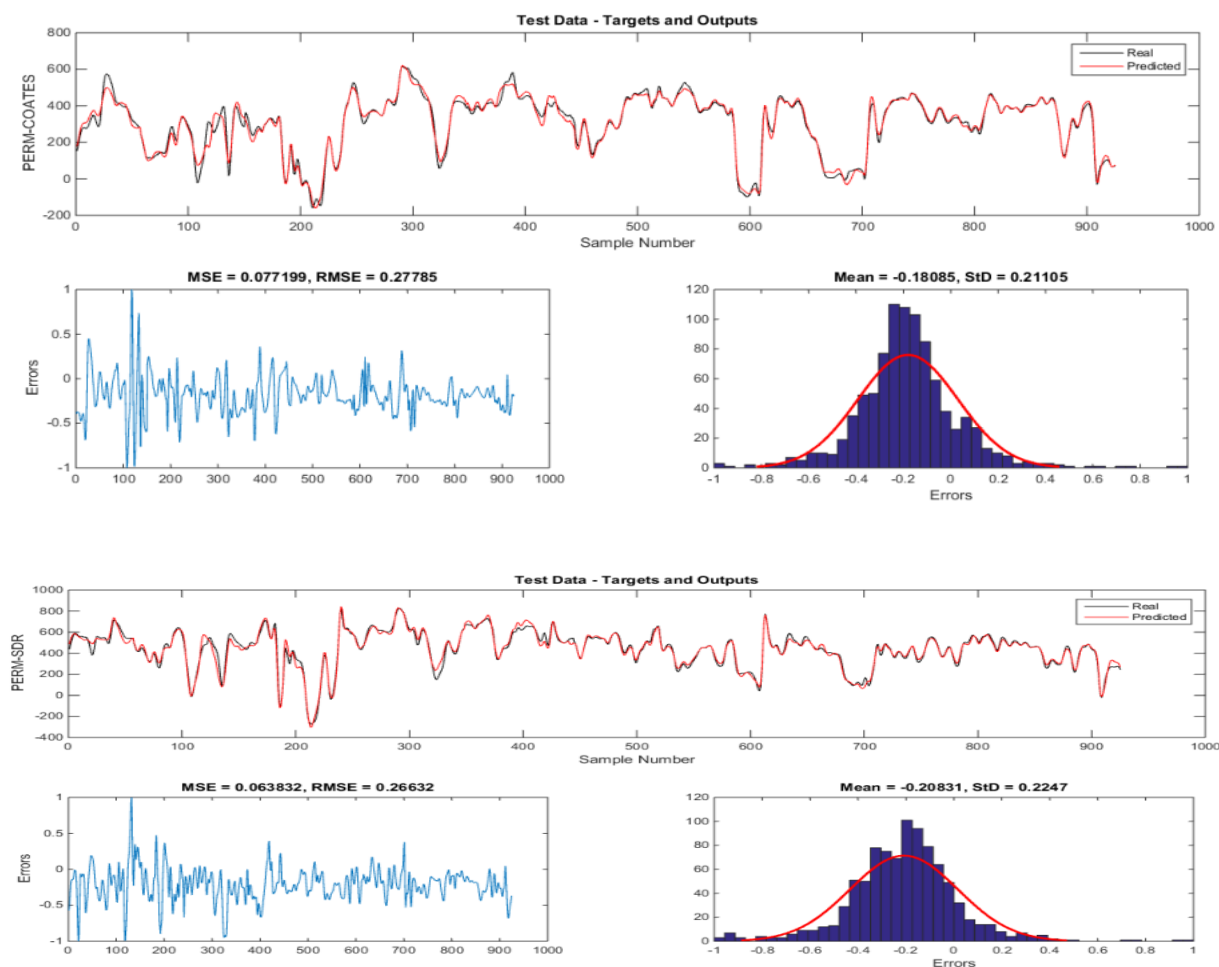 Test Data - Targets and Outputs
800
600
400
200
0
-200
PERM-COATES
Real
Predicted
0 100 200 300 400 500 600 700 800 900 1000
Sample Number
MSE = 0.077199, RMSE = 0.27785
1
0.5
0
-0.5
-1
Errors
0 100 200 300 400 500 600 700 800 900 1000
Mean = -0.18085, StD = 0.21105
120
100
80
60
40
20
0
-1 -0.8 -0.6 -0.4 -0.2 0 0.2 0.4 0.6 0.8 1
Errors
Test Data - Targets and Outputs
1000
800
600
400
200
0
-200
-400
PERM-SDR
Real
Predicted
0 100 200 300 400 500 600 700 800 900 1000
Sample Number
MSE = 0.063832, RMSE = 0.26632
1
0.5
0
-0.5
-1
Errors
0 100 200 300 400 500 600 700 800 900 1000
Mean = -0.20831, StD = 0.2247
120
100
80
60
40
20
0
-1 -0.8 -0.6 -0.4 -0.2 0 0.2 0.4 0.6 0.8 1
Errors